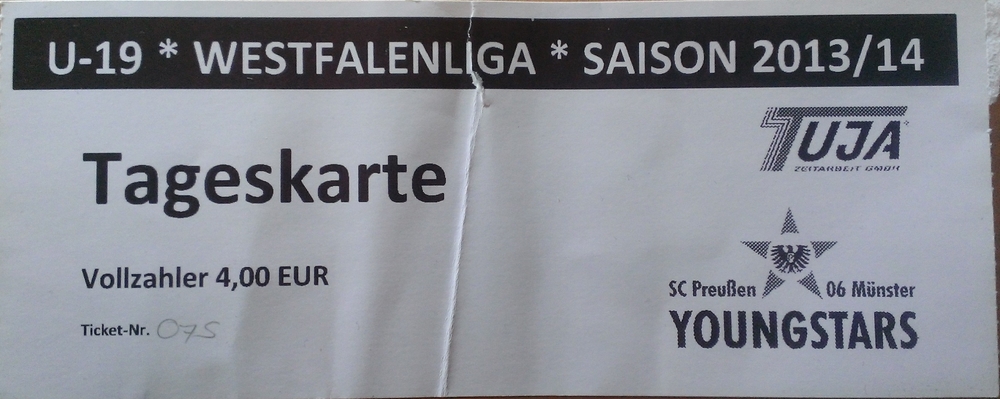 U-19 * WESTFALENLIGA * SAISON 2013/14
TUJA
ZEITARBEIT GMBH
Tageskarte
Vollzahler 4,00 EUR
SC Preußen 06 Münster
YOUNGSTARS
Ticket-Nr. 075